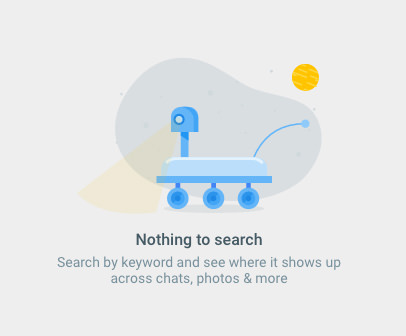 Nothing to search
Search by keyword and see where it shows up
across chats, photos & more